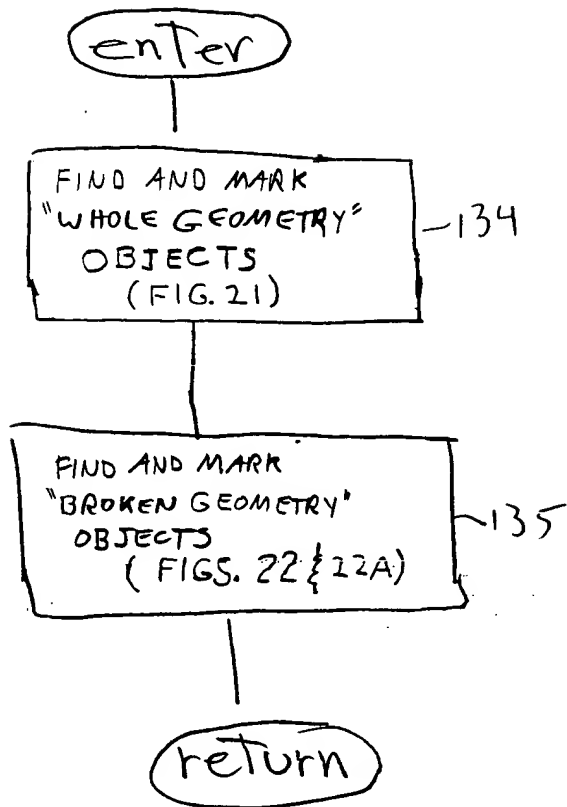 enter
FIND AND MARK
"WHOLE GEOMETRY"
OBJECTS
(FIG. 21)
134
FIND AND MARK
"BROKEN GEOMETRY"
OBJECTS
(FIGS. 22 & 22A)
135
return